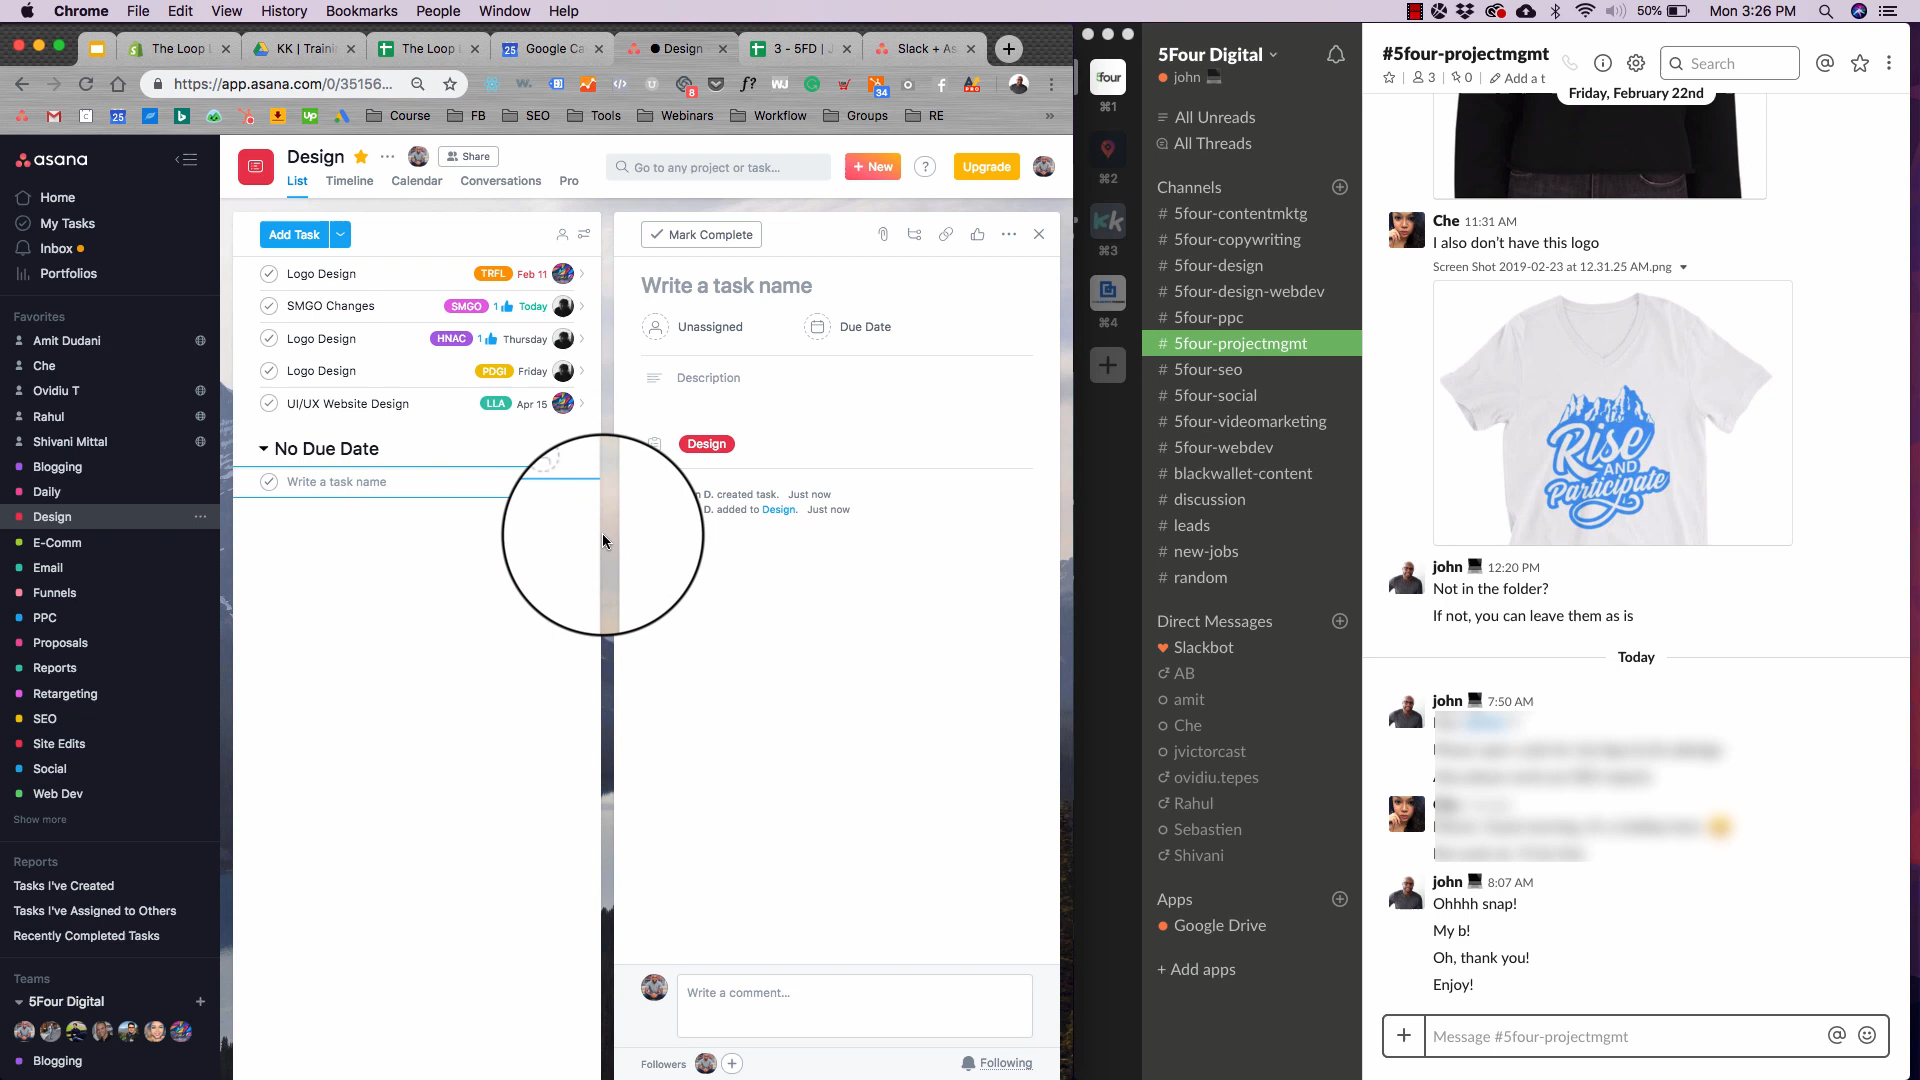 Chrome File Edit View History Bookmarks People Window Help
50% Mon 3:26 PM
The Loop L
KK | Traini
The Loop L
25 Google Ca
Design
3 - 5FD | J
Slack + As
https://app.asana.com/0/35156...
8
f?
WJ
34
25
b
up
Course FB SEO Tools Webinars Workflow Groups RE »
asana
Home
My Tasks
Inbox
Portfolios
Favorites
Amit Dudani
Che
Ovidiu T
Rahul
Shivani Mittal
Blogging
Daily
Design ...
E-Comm
Email
Funnels
PPC
Proposals
Reports
Retargeting
SEO
Site Edits
Social
Web Dev
Show more
Reports
Tasks I've Created
Tasks I've Assigned to Others
Recently Completed Tasks
Teams
5Four Digital +
Blogging
Design ... Share
List Timeline Calendar Conversations Pro
Go to any project or task...
+ New ? Upgrade
Add Task
Logo Design TRFL Feb 11
SMGO Changes SMGO 1 Today
Logo Design HNAC 1 Thursday
Logo Design PDGI Friday
UI/UX Website Design LLA Apr 15
No Due Date
Write a task name
Mark Complete
Write a task name
Unassigned Due Date
Description
Design
D. created task. Just now
D. added to Design. Just now
Write a comment...
Followers + Following
5four
⌘1
⌘2
kk
⌘3
⌘4
+
5Four Digital
john
All Unreads
All Threads
Channels
# 5four-contentmktg
# 5four-copywriting
# 5four-design
# 5four-design-webdev
# 5four-ppc
# 5four-projectmgmt
# 5four-seo
# 5four-social
# 5four-videomarketing
# 5four-webdev
# blackwallet-content
# discussion
# leads
# new-jobs
# random
Direct Messages
Slackbot
AB
amit
Che
jvictorcast
ovidiu.tepes
Rahul
Sebastien
Shivani
Apps
Google Drive
+ Add apps
#5four-projectmgmt
3 | 0 | Add a t
Search
Friday, February 22nd
Che 11:31 AM
I also don't have this logo
Screen Shot 2019-02-23 at 12.31.25 AM.png
Rise
AND
Participate
john 12:20 PM
Not in the folder?
If not, you can leave them as is
Today
john 7:50 AM
john 8:07 AM
Ohhhh snap!
My b!
Oh, thank you!
Enjoy!
+ Message #5four-projectmgmt @